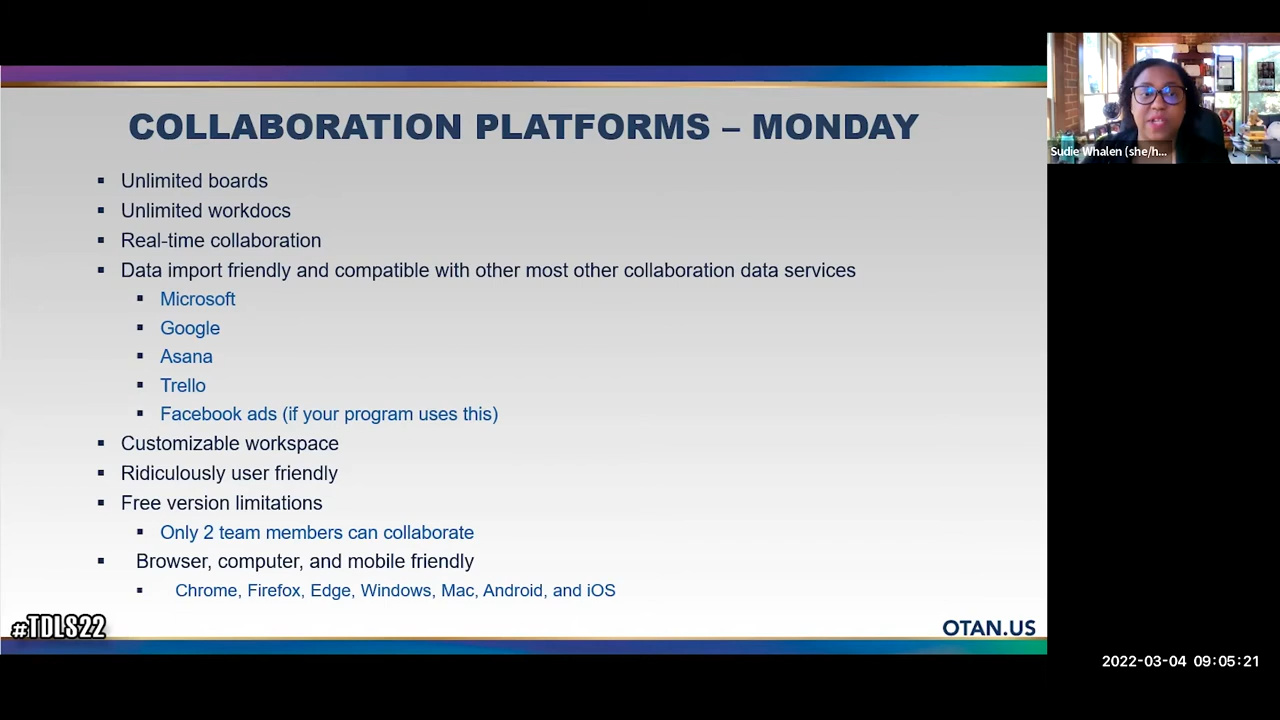 COLLABORATION PLATFORMS – MONDAY
▪ Unlimited boards
▪ Unlimited workdocs
▪ Real-time collaboration
▪ Data import friendly and compatible with other most other collaboration data services
▪ Microsoft
▪ Google
▪ Asana
▪ Trello
▪ Facebook ads (if your program uses this)
▪ Customizable workspace
▪ Ridiculously user friendly
▪ Free version limitations
▪ Only 2 team members can collaborate
▪ Browser, computer, and mobile friendly
▪ Chrome, Firefox, Edge, Windows, Mac, Android, and iOS
#TDLS22
OTAN.US
Sudie Whalen (she/h...
2022-03-04 09:05:21